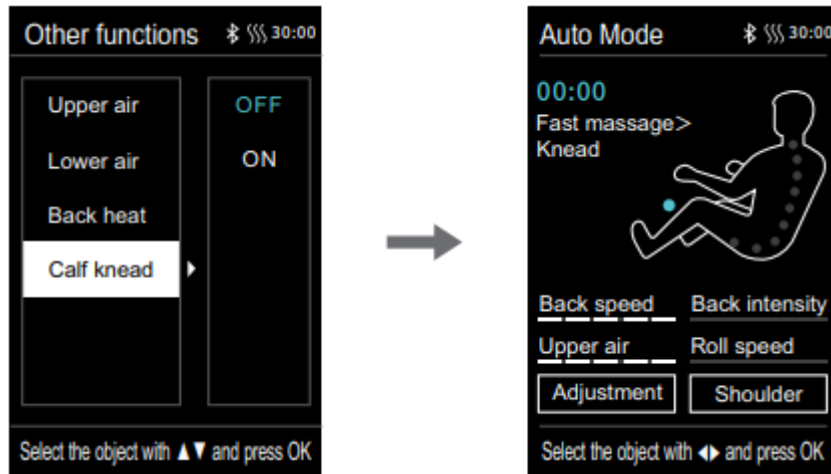 Other functions 30:00
Upper air OFF
Lower air ON
Back heat
Calf knead
Select the object with ▲▼ and press OK
Auto Mode 30:00
00:00
Fast massage>
Knead
Back speed Back intensity
Upper air Roll speed
Adjustment Shoulder
Select the object with ◀▶ and press OK